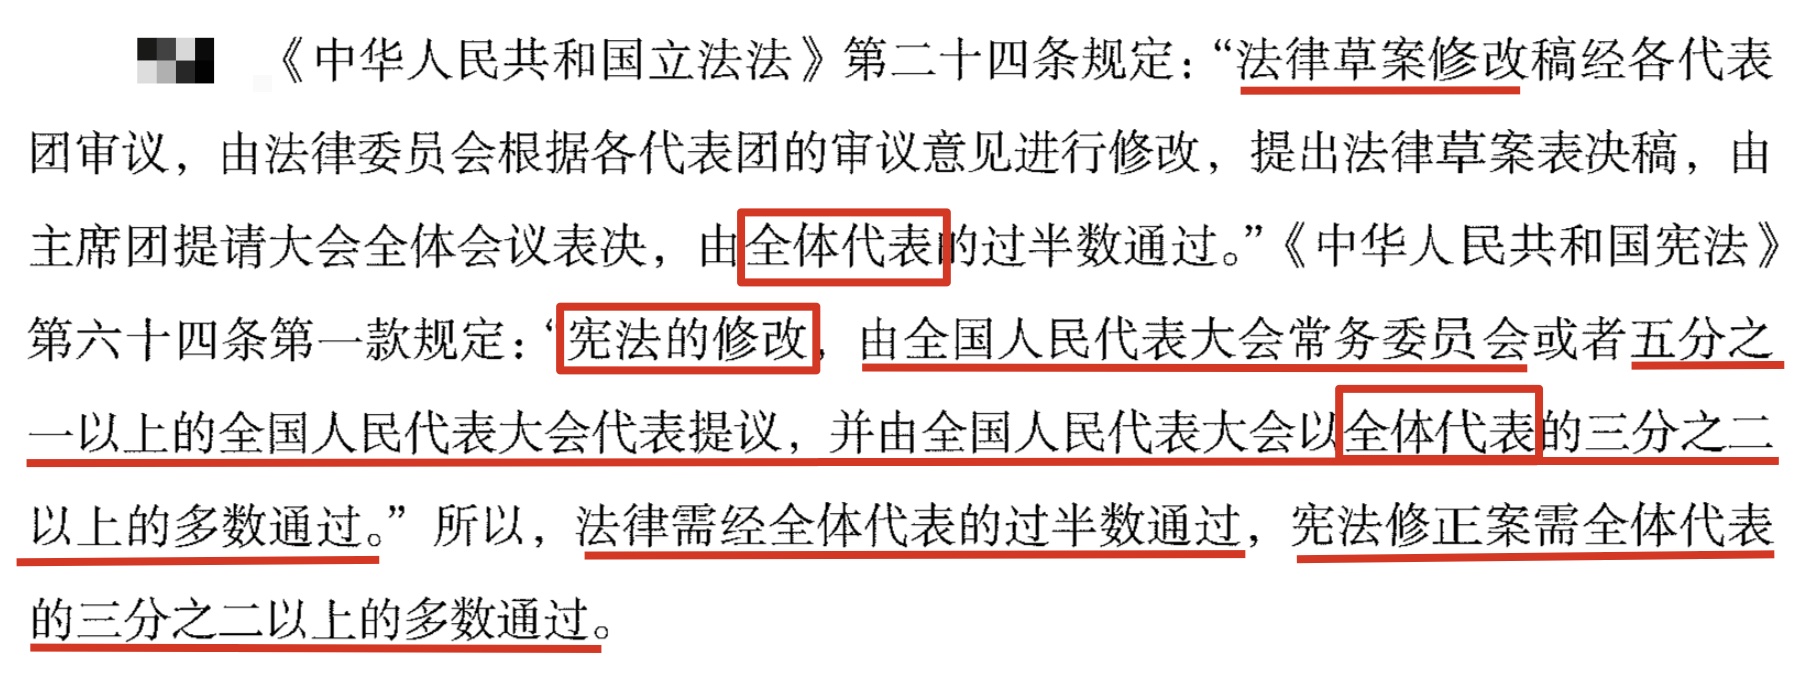 《中华人民共和国立法法》第二十四条规定：“法律草案修改稿经各代表
团审议，由法律委员会根据各代表团的审议意见进行修改，提出法律草案表决稿，由
主席团提请大会全体会议表决，由全体代表的过半数通过。”《中华人民共和国宪法》
第六十四条第一款规定：“宪法的修改，由全国人民代表大会常务委员会或者五分之
一以上的全国人民代表大会代表提议，并由全国人民代表大会以全体代表的三分之二
以上的多数通过。”所以，法律需经全体代表的过半数通过，宪法修正案需全体代表
的三分之二以上的多数通过。